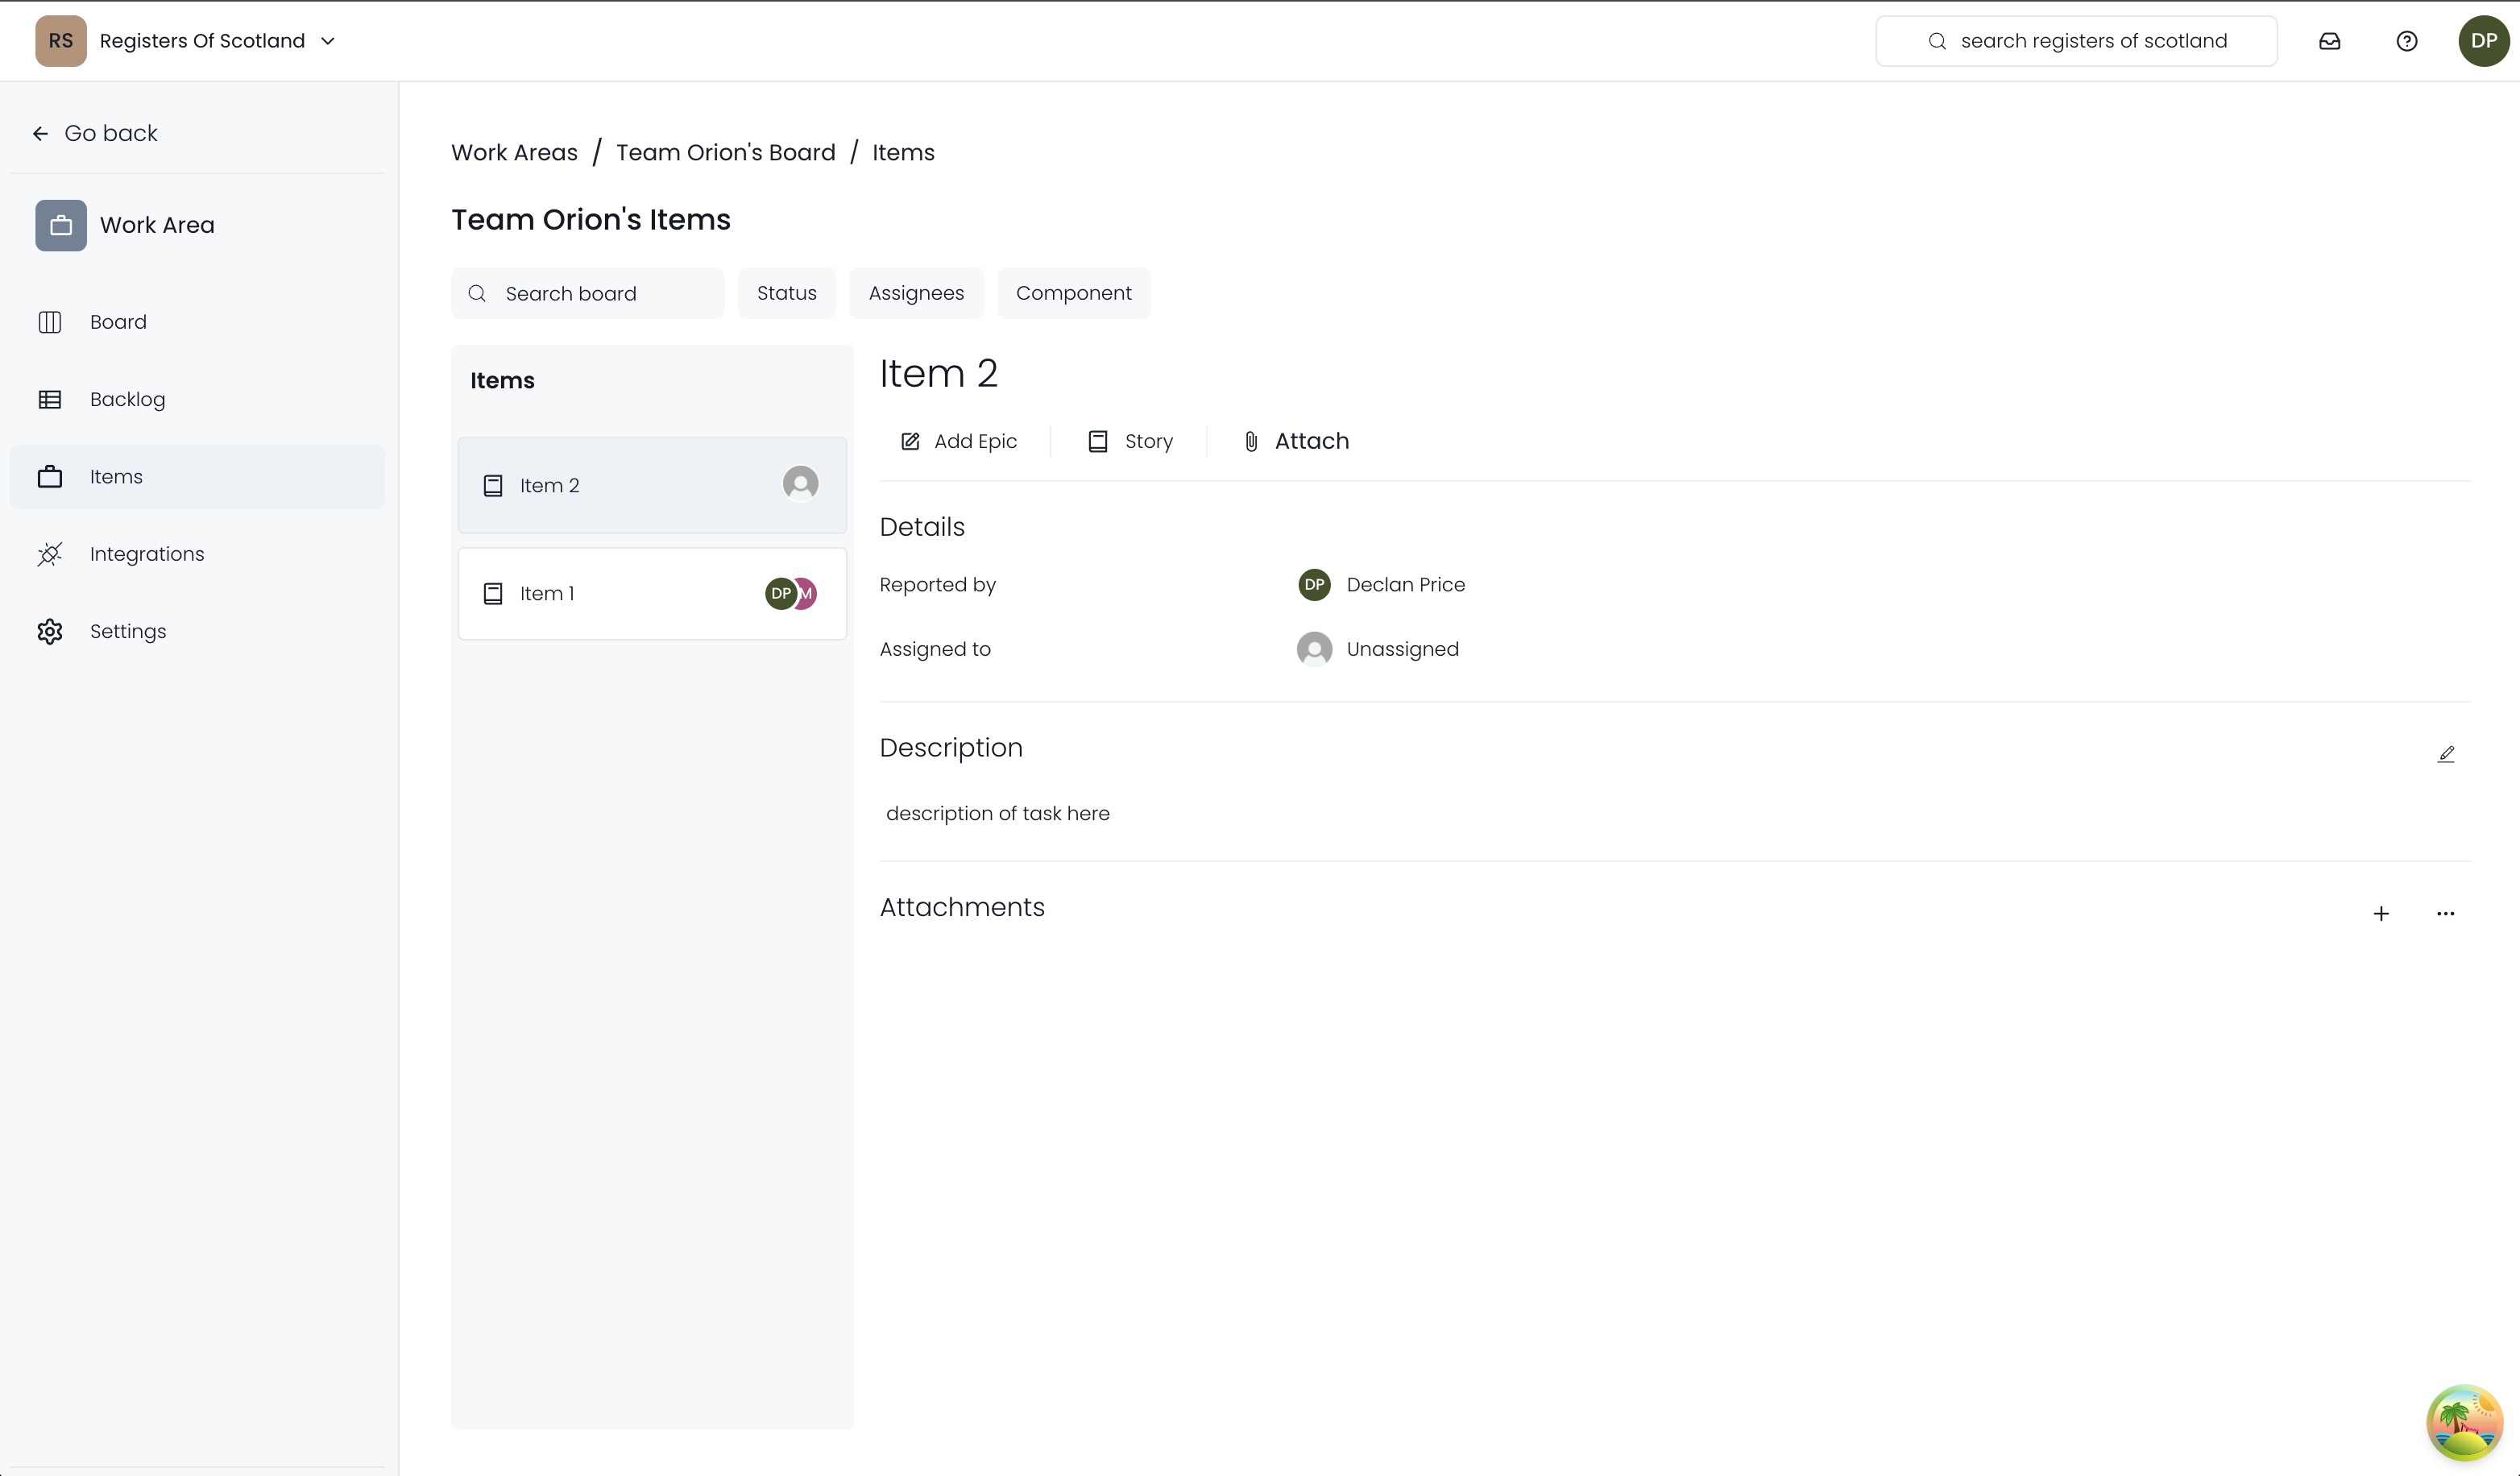 RS Registers Of Scotland
search registers of scotland
DP
Go back
Work Area
Board
Backlog
Items
Integrations
Settings
Work Areas / Team Orion's Board / Items
Team Orion's Items
Search board
Status
Assignees
Component
Items
Item 2
Item 1
DP M
Item 2
Add Epic
Story
Attach
Details
Reported by
DP Declan Price
Assigned to
Unassigned
Description
description of task here
Attachments